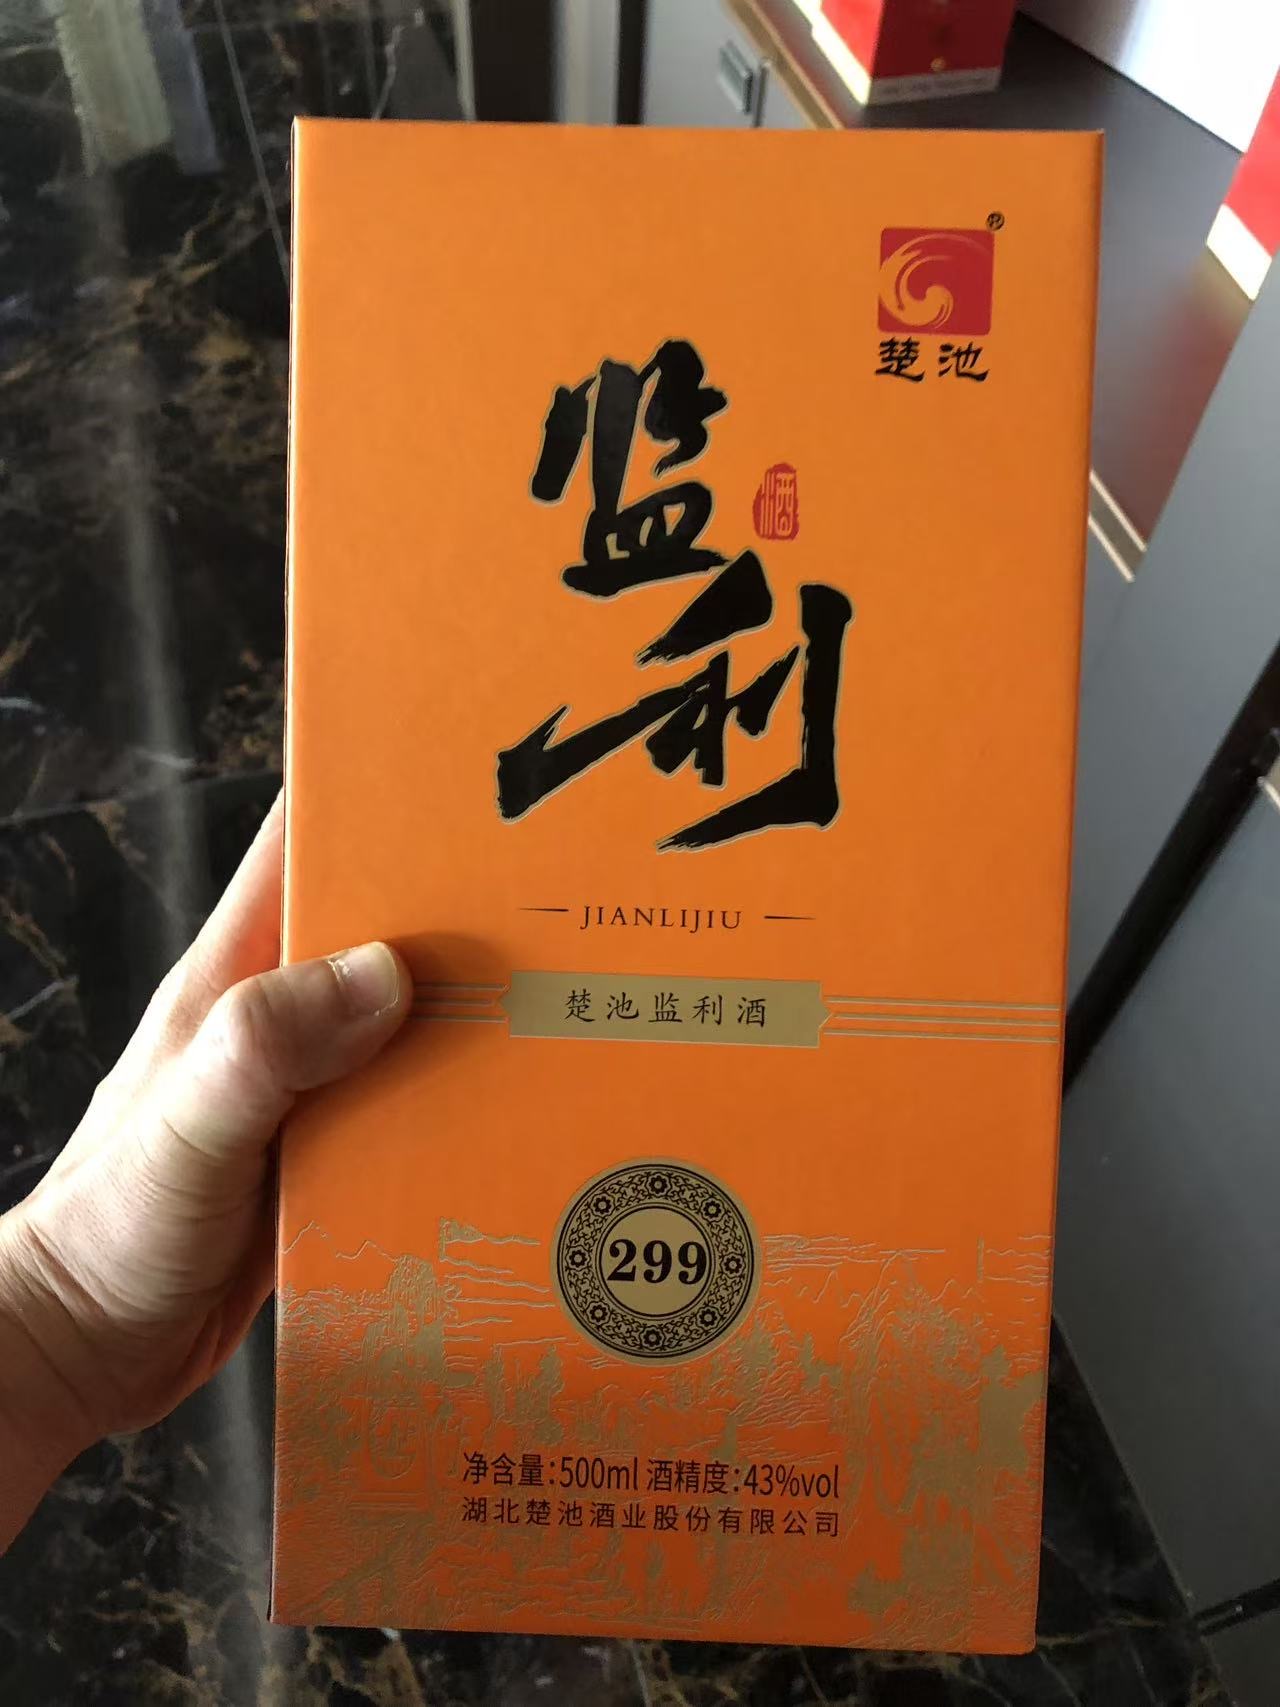 ®
楚池
监利
酒
JIANLIJIU
楚池监利酒
299
净含量:500ml 酒精度:43%vol
湖北楚池酒业股份有限公司